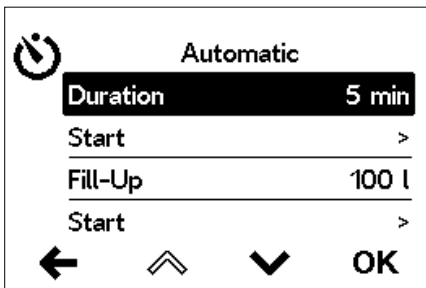 Automatic
Duration 5 min
Start >
Fill-Up 100 l
Start >
OK